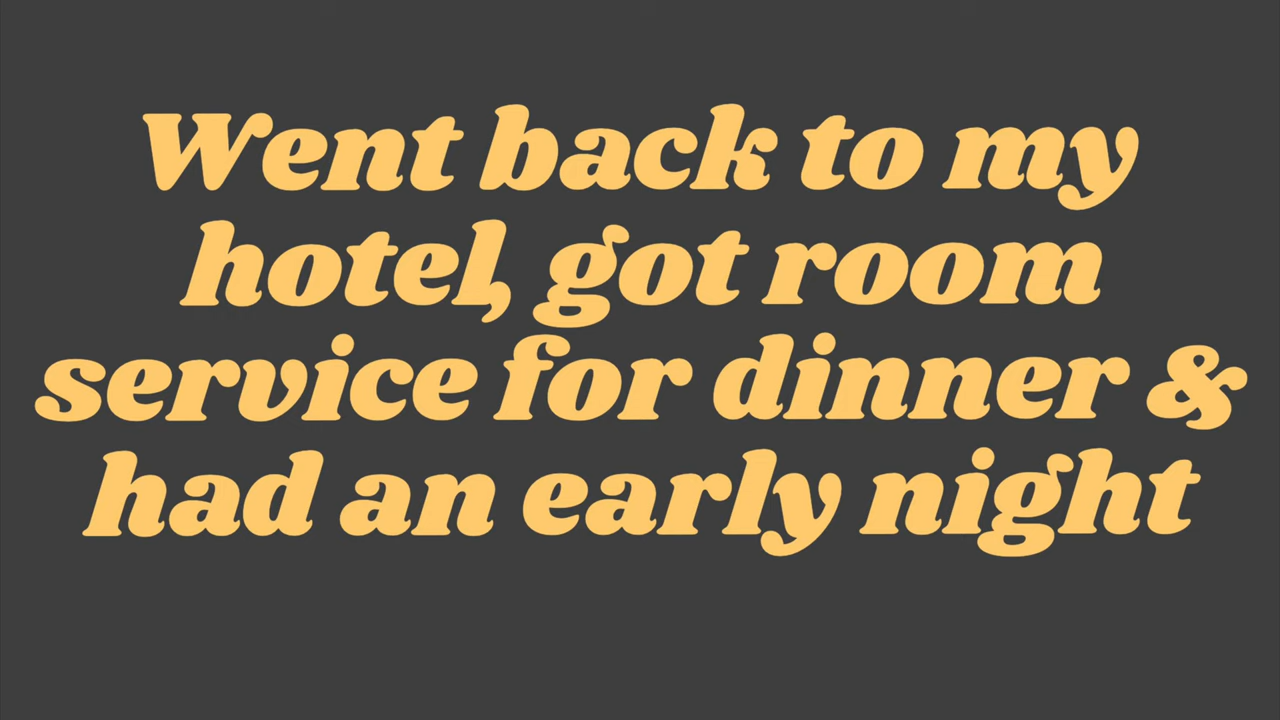 Went back to my
hotel, got room
service for dinner &
had an early night